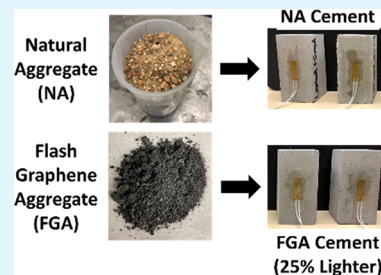 NA Cement
Natural
Aggregate
(NA)
Flash
Graphene
Aggregate
(FGA)
FGA Cement
(25% Lighter)